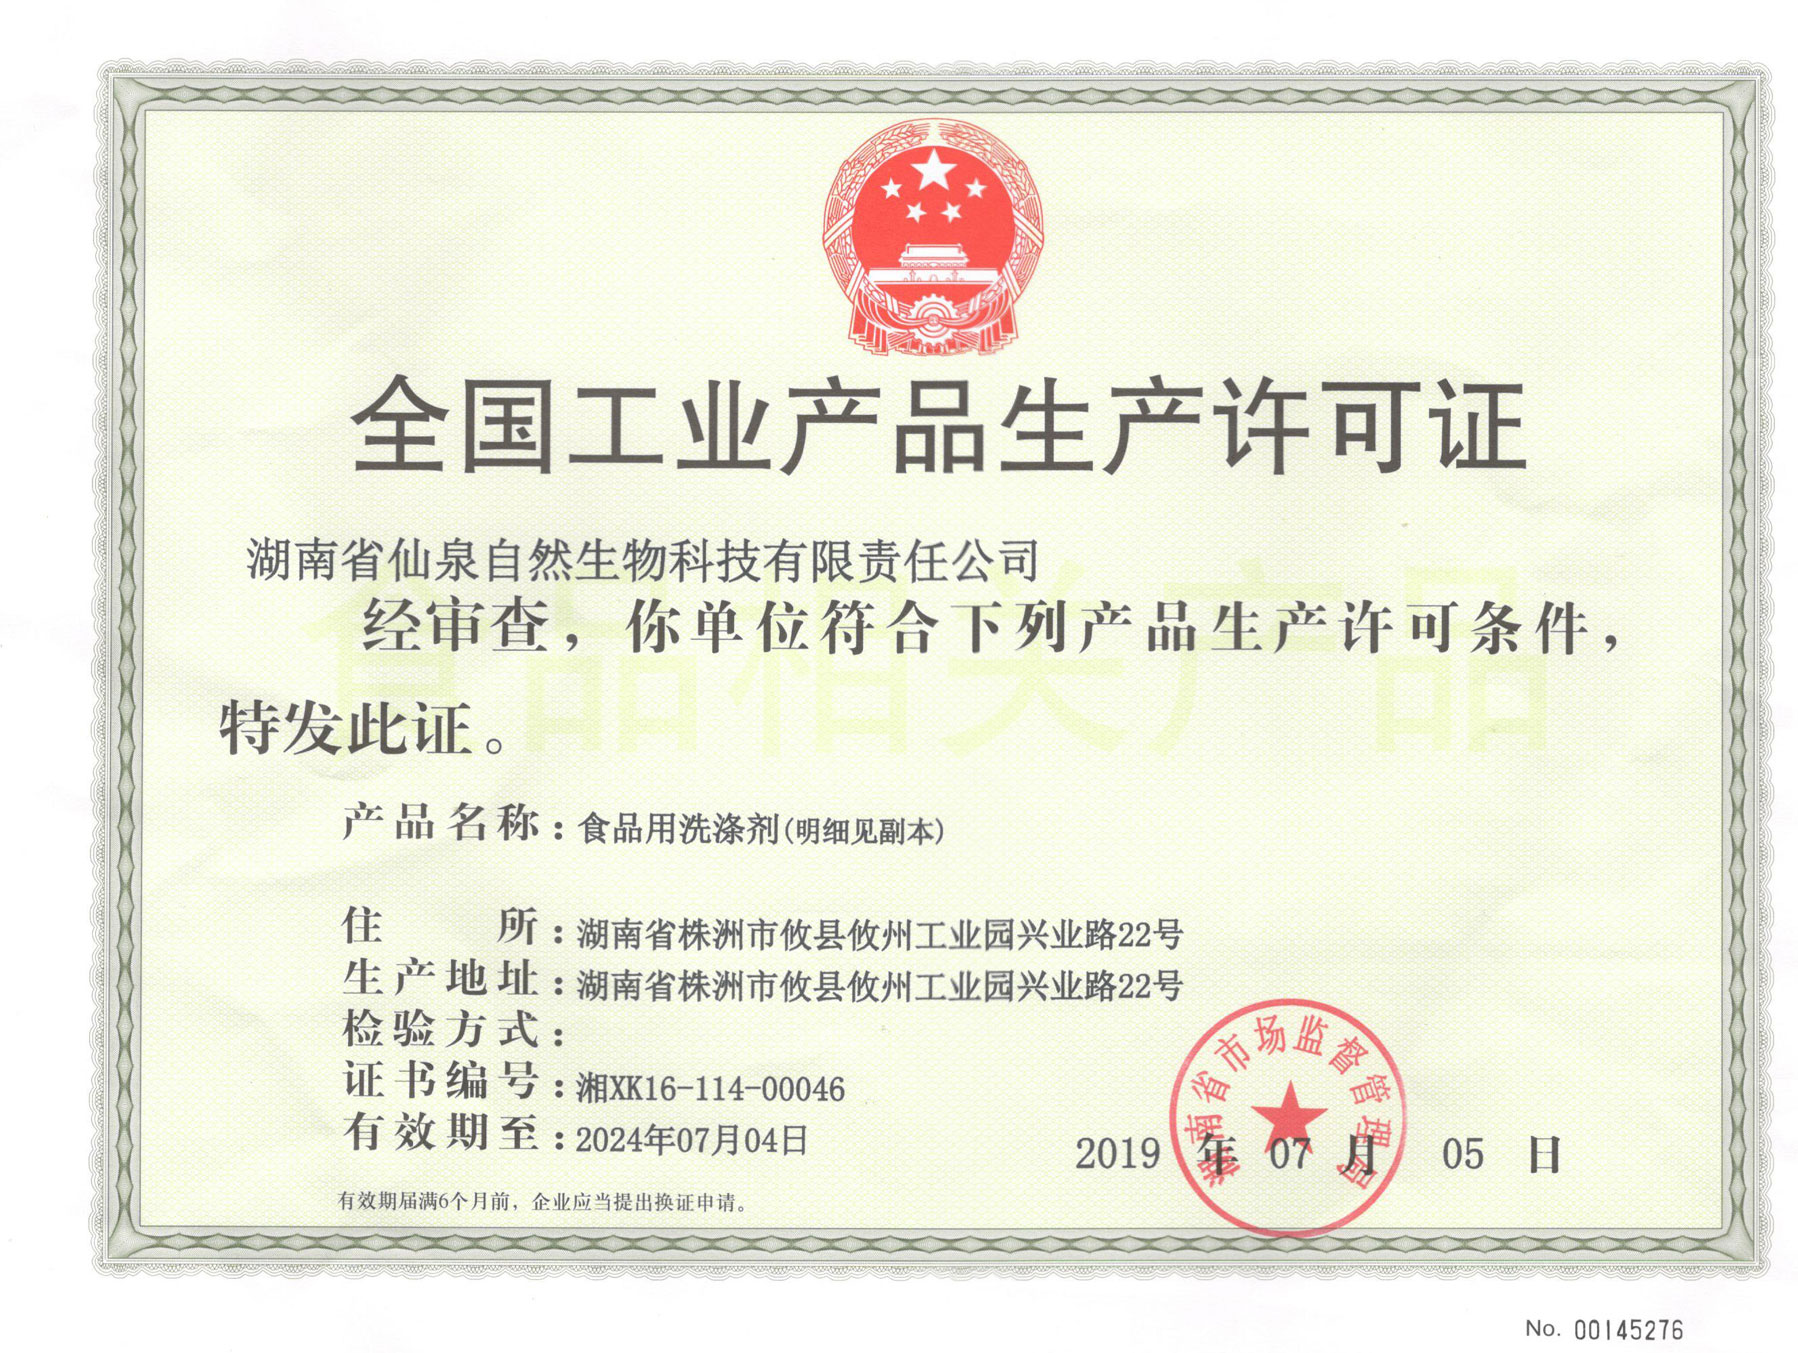 全国工业产品生产许可证
湖南省仙泉自然生物科技有限责任公司
经审查，你单位符合下列产品生产许可条件，
特发此证。
食品相关产品
产品名称：食品用洗涤剂(明细见副本)
住所：湖南省株洲市攸县攸州工业园兴业路22号
生产地址：湖南省株洲市攸县攸州工业园兴业路22号
检验方式：
证书编号：湘XK16-114-00046
有效期至：2024年07月04日
湖南省市场监督管理局
2019 年 07 月 05 日
有效期届满6个月前，企业应当提出换证申请。
No. 00145276